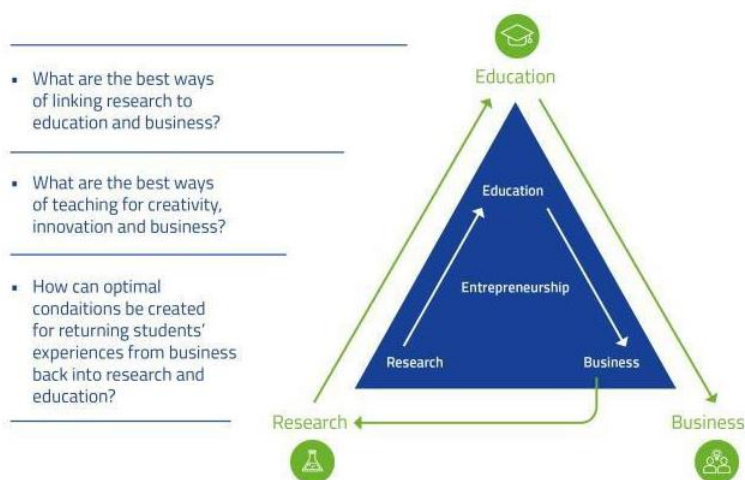 ▪ What are the best ways
of linking research to
education and business?
▪ What are the best ways
of teaching for creativity,
innovation and business?
▪ How can optimal
condaitions be created
for returning students’
experiences from business
back into research and
education?
Education
Education
Entrepreneurship
Research
Business
Research
Business